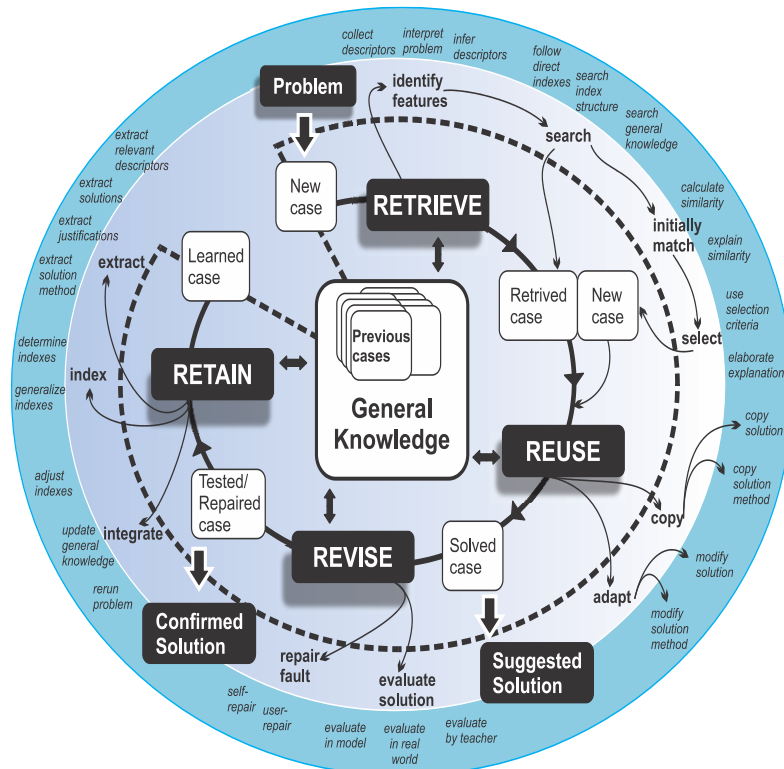 collect
descriptors
interpret
problem
infer
descriptors
follow
direct
indexes
search
index
structure
search
general
knowledge
calculate
similarity
explain
similarity
use
selection
criteria
elaborate
explanation
copy
solution
copy
solution
method
modify
solution
modify
solution
method
evaluate
by teacher
evaluate
in real
world
evaluate
in model
user-
repair
self-
repair
rerun
problem
update
general
knowledge
adjust
indexes
generalize
indexes
determine
indexes
extract
solution
method
extract
justifications
extract
solutions
extract
relevant
descriptors
Problem
identify
features
search
initially
match
select
New
case
RETRIEVE
Retrived
case
New
case
REUSE
copy
adapt
Solved
case
Suggested
Solution
REVISE
evaluate
solution
repair
fault
Tested/
Repaired
case
Confirmed
Solution
RETAIN
integrate
index
extract
Learned
case
Previous
cases
General
Knowledge